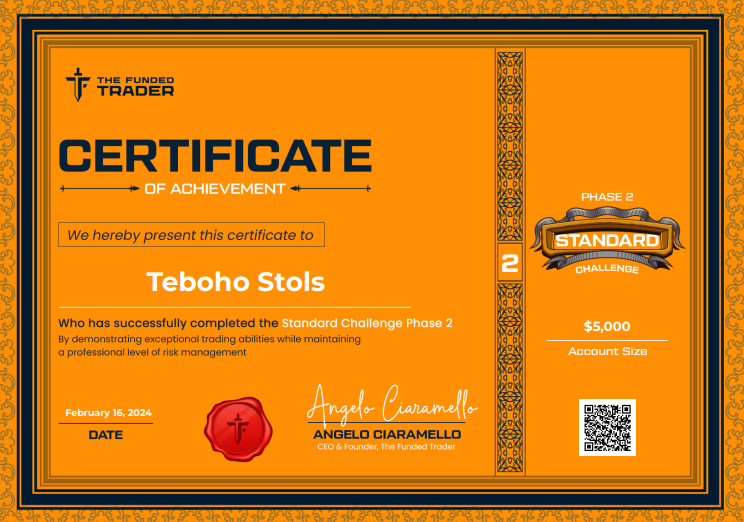 THE FUNDED
TRADER
CERTIFICATE
OF ACHIEVEMENT
We hereby present this certificate to
Teboho Stols
Who has successfully completed the Standard Challenge Phase 2
By demonstrating exceptional trading abilities while maintaining
a professional level of risk management
February 16, 2024
DATE
Angelo Ciaramello
ANGELO CIARAMELLO
CEO & Founder, The Funded Trader
2
PHASE 2
STANDARD
CHALLENGE
$5,000
Account Size